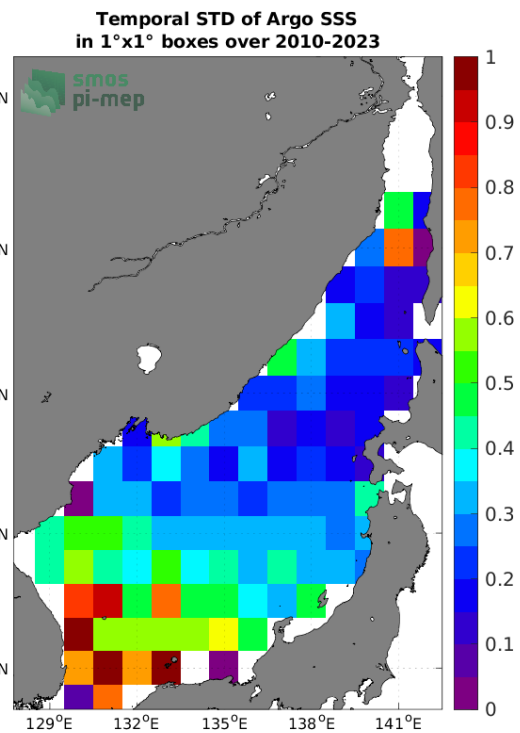 Temporal STD of Argo SSS
in 1°x1° boxes over 2010-2023
smos
pi-mep
N
N
N
N
N
129°E
132°E
135°E
138°E
141°E
1
0.9
0.8
0.7
0.6
0.5
0.4
0.3
0.2
0.1
0